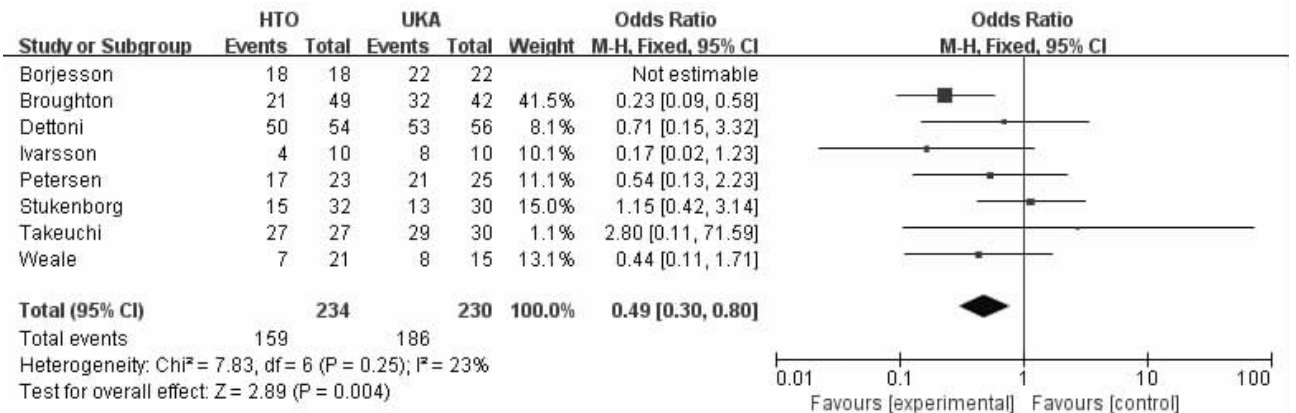 HTO UKA Odds Ratio Odds Ratio
Study or Subgroup Events Total Events Total Weight M-H, Fixed, 95% CI M-H, Fixed, 95% CI
Borjesson 18 18 22 22 Not estimable
Broughton 21 49 32 42 41.5% 0.23 [0.09, 0.58]
Dettoni 50 54 53 56 8.1% 0.71 [0.15, 3.32]
Ivarsson 4 10 8 10 10.1% 0.17 [0.02, 1.23]
Petersen 17 23 21 25 11.1% 0.54 [0.13, 2.23]
Stukenborg 15 32 13 30 15.0% 1.15 [0.42, 3.14]
Takeuchi 27 27 29 30 1.1% 2.80 [0.11, 71.59]
Weale 7 21 8 15 13.1% 0.44 [0.11, 1.71]
Total (95% CI) 234 230 100.0% 0.49 [0.30, 0.80]
Total events 159 186
Heterogeneity: Chi² = 7.83, df = 6 (P = 0.25); I² = 23%
Test for overall effect: Z = 2.89 (P = 0.004)
0.01 0.1 1 10 100
Favours [experimental] Favours [control]